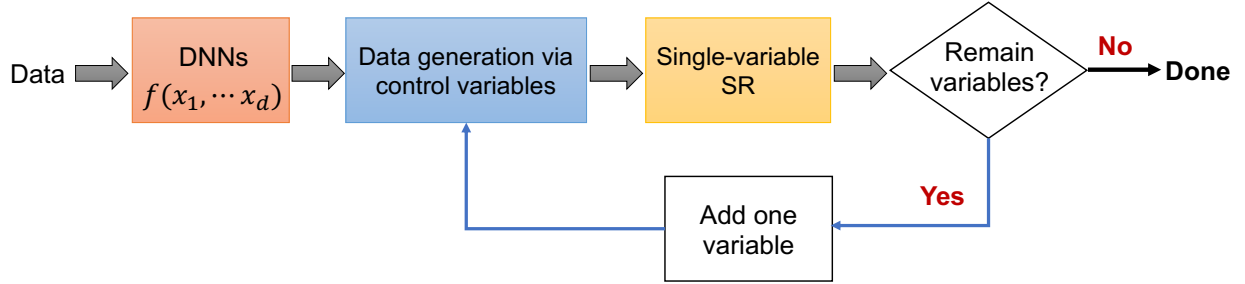 Data
DNNs
f(x₁, ⋯ x_d)
Data generation via
control variables
Single-variable
SR
Remain
variables?
No
Done
Yes
Add one
variable